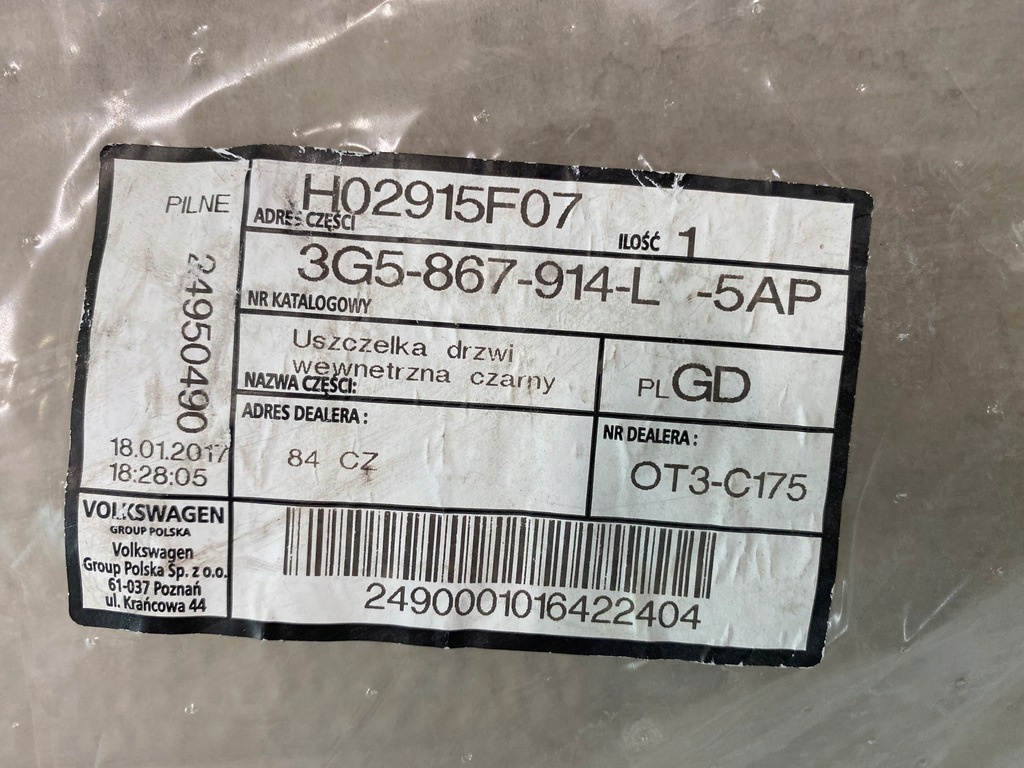 PILNE
24950490
18.01.2017
18:28:05
H02915F07
ADRES CZĘŚCI
ILOŚĆ 1
3G5-867-914-L -5AP
NR KATALOGOWY
Uszczelka drzwi
wewnetrzna czarny
NAZWA CZĘŚCI:
PL GD
ADRES DEALERA :
84 CZ
NR DEALERA :
OT3-C175
VOLKSWAGEN
GROUP POLSKA
Volkswagen
Group Polska Sp. z o.o.
61-037 Poznań
ul. Krańcowa 44
2490001016422404